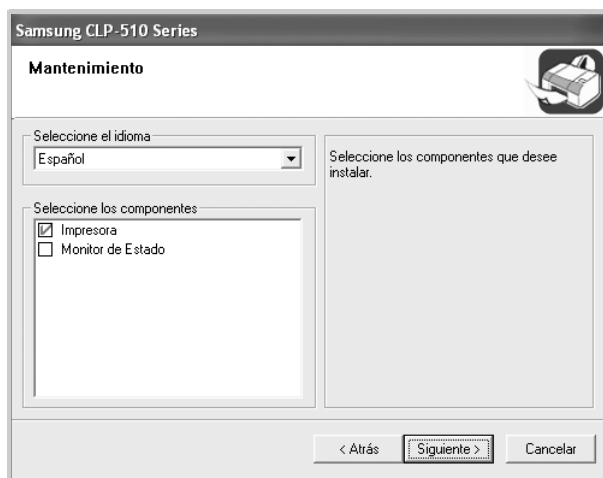 Samsung CLP-510 Series
Mantenimiento
Seleccione el idioma
Español
Seleccione los componentes
Impresora
Monitor de Estado
Seleccione los componentes que desee
instalar.
< Atrás
Siguiente >
Cancelar